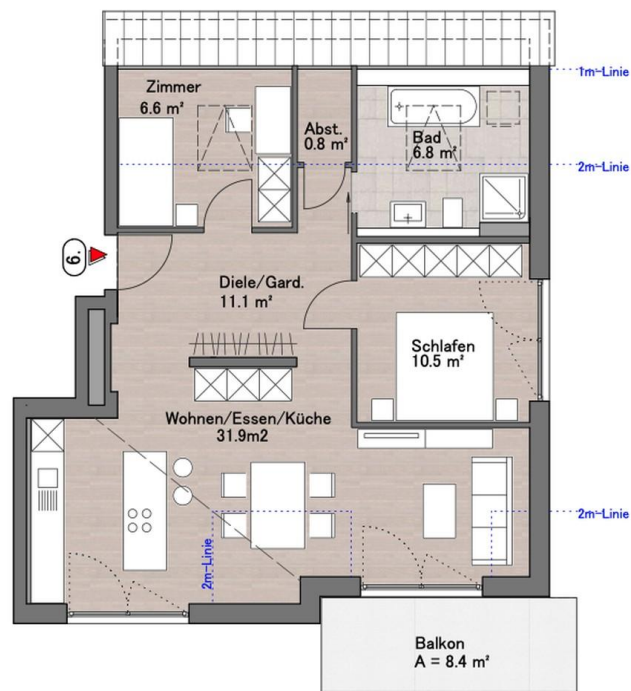 1m-Linie
Zimmer
6.6 m²
Abst.
0.8 m²
Bad
6.8 m²
2m-Linie
6.
Diele/Gard.
11.1 m²
Schlafen
10.5 m²
Wohnen/Essen/Küche
31.9m2
2m-Linie
2m-Linie
Balkon
A = 8.4 m²